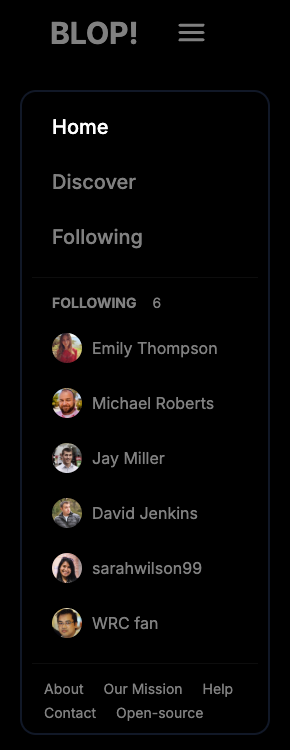 BLOP!
Home
Discover
Following
FOLLOWING 6
Emily Thompson
Michael Roberts
Jay Miller
David Jenkins
sarahwilson99
WRC fan
About Our Mission Help
Contact Open-source